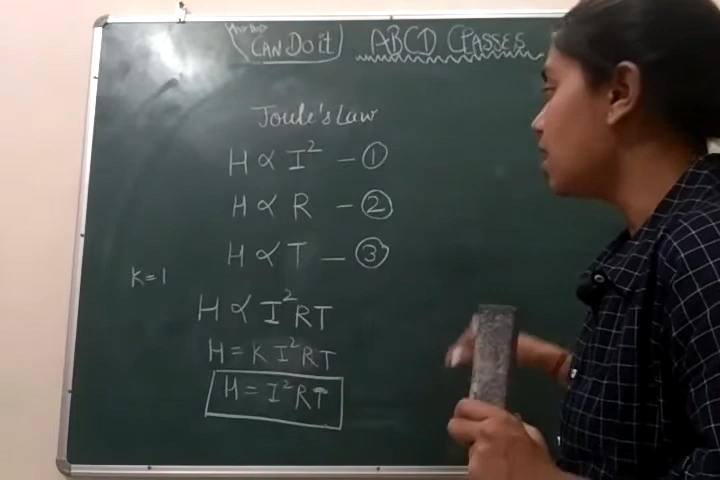 CAN Do it
ABCD CLASSES
Joule's Law
H ∝ I² – ①
H ∝ R – ②
H ∝ T – ③
K = 1
H ∝ I²RT
H = K I²RT
H = I²RT